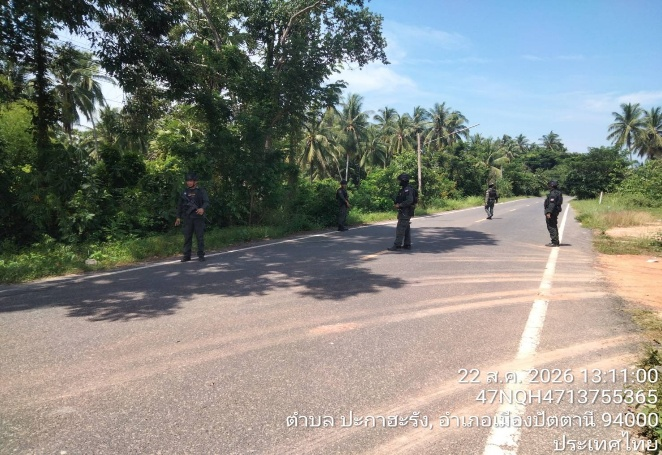 22 ส.ค. 2026 13:11:00
47NQH4713755365
ตำบล ปะกาฮะรัง, อำเภอเมืองปัตตานี 94000
ประเทศไทย